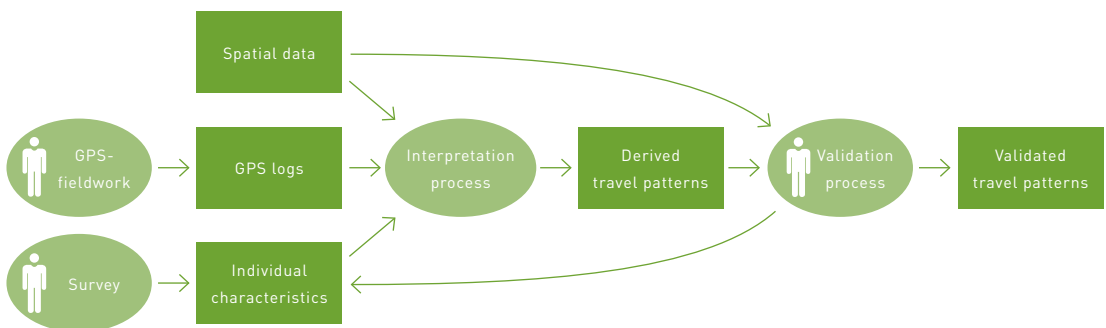 Spatial data
GPS-
fieldwork
GPS logs
Interpretation
process
Derived
travel patterns
Validation
process
Validated
travel patterns
Survey
Individual
characteristics